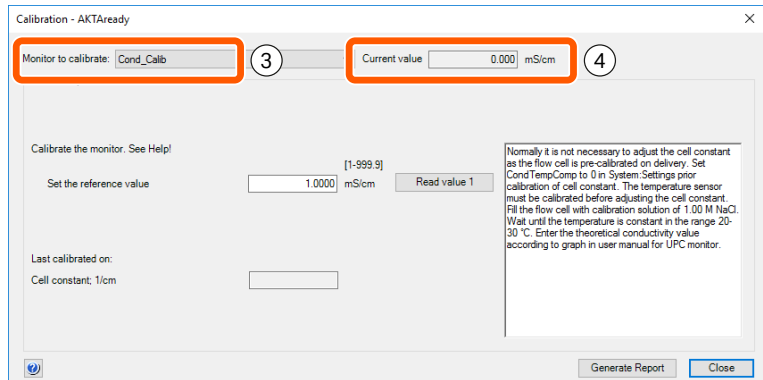 Calibration - AKTAready
Monitor to calibrate: Cond_Calib
3
Current value 0.000 mS/cm
4
Calibrate the monitor. See Help!
[1-999.9]
Set the reference value 1.0000 mS/cm Read value 1
Last calibrated on:
Cell constant; 1/cm
Normally it is not necessary to adjust the cell constant
as the flow cell is pre-calibrated on delivery. Set
CondTempComp to 0 in System:Settings prior
calibration of cell constant. The temperature sensor
must be calibrated before adjusting the cell constant.
Fill the flow cell with calibration solution of 1.00 M NaCl.
Wait until the temperature is constant in the range 20-
30 °C. Enter the theoretical conductivity value
according to graph in user manual for UPC monitor.
Generate Report
Close